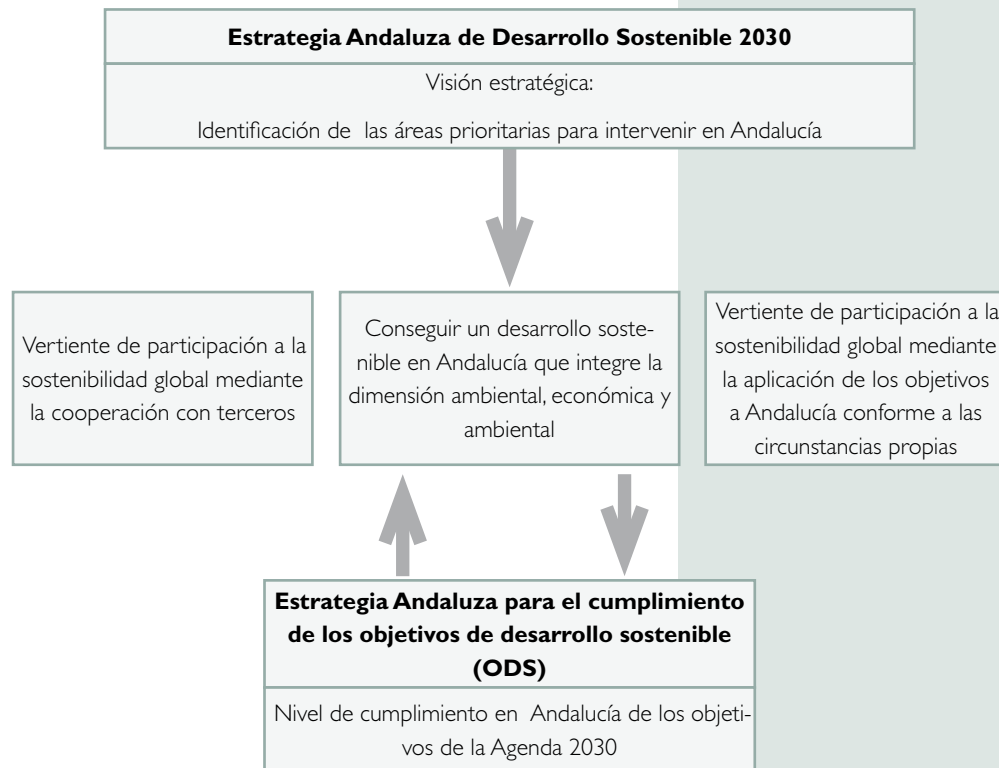 Estrategia Andaluza de Desarrollo Sostenible 2030
Visión estratégica:
Identificación de las áreas prioritarias para intervenir en Andalucía
Vertiente de participación a la
sostenibilidad global mediante
la cooperación con terceros
Conseguir un desarrollo soste-
nible en Andalucía que integre la
dimensión ambiental, económica y
ambiental
Vertiente de participación a la
sostenibilidad global mediante
la aplicación de los objetivos
a Andalucía conforme a las
circunstancias propias
Estrategia Andaluza para el cumplimiento
de los objetivos de desarrollo sostenible
(ODS)
Nivel de cumplimiento en Andalucía de los objeti-
vos de la Agenda 2030